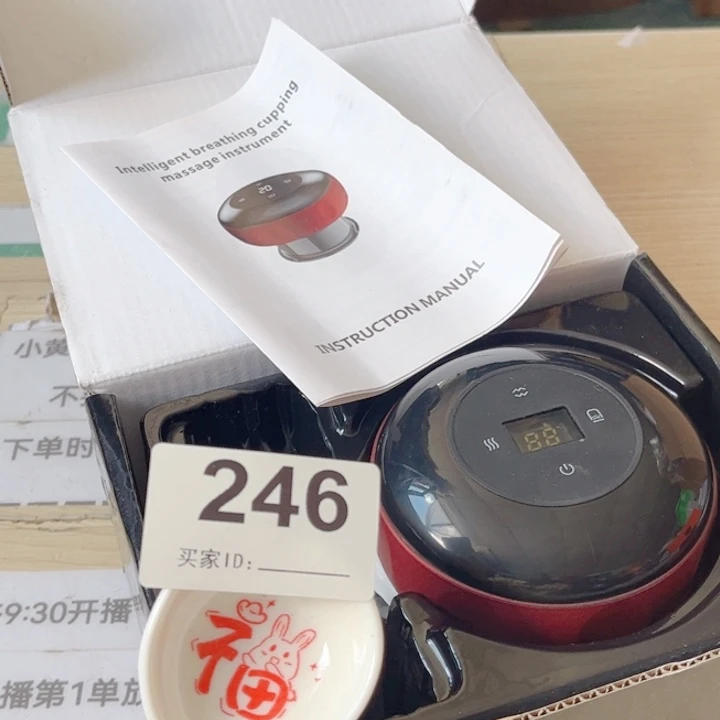 Intelligent breathing cupping
massage instrument
20
INSTRUCTION MANUAL
88
246
买家ID:
福
小黄
不
下单时
9:30开播
播第1单放